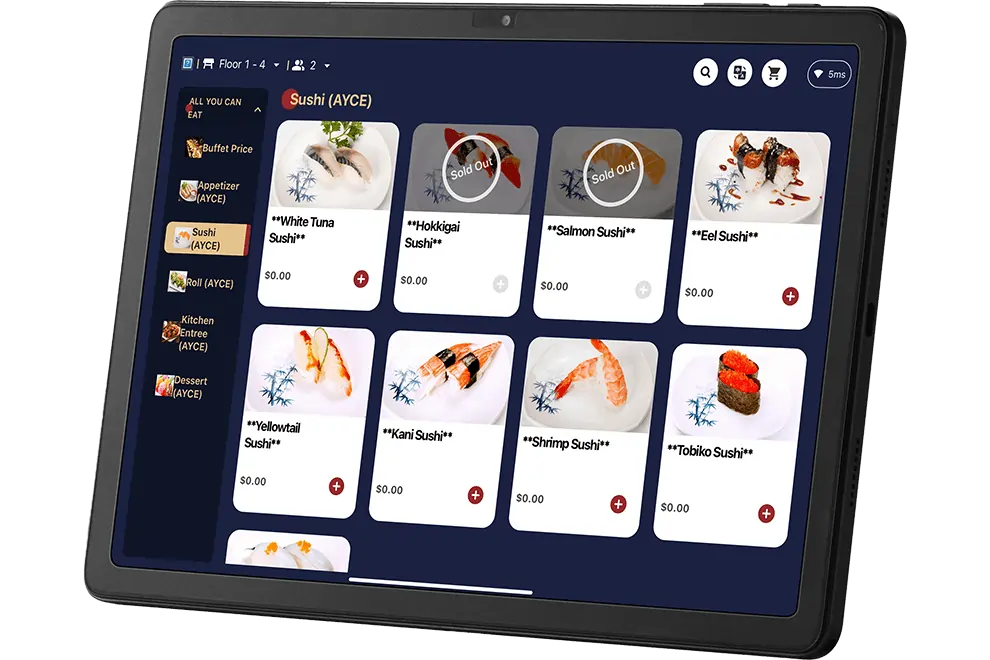 Floor 1 - 4
2
5ms
ALL YOU CAN
EAT
Buffet Price
Appetizer
(AYCE)
Sushi
(AYCE)
Roll (AYCE)
Kitchen
Entree
(AYCE)
Dessert
(AYCE)
Sushi (AYCE)
**White Tuna
Sushi**
$0.00
Sold Out
**Hokkigai
Sushi**
$0.00
Sold Out
**Salmon Sushi**
$0.00
**Eel Sushi**
$0.00
**Yellowtail
Sushi**
$0.00
**Kani Sushi**
$0.00
**Shrimp Sushi**
$0.00
**Tobiko Sushi**
$0.00